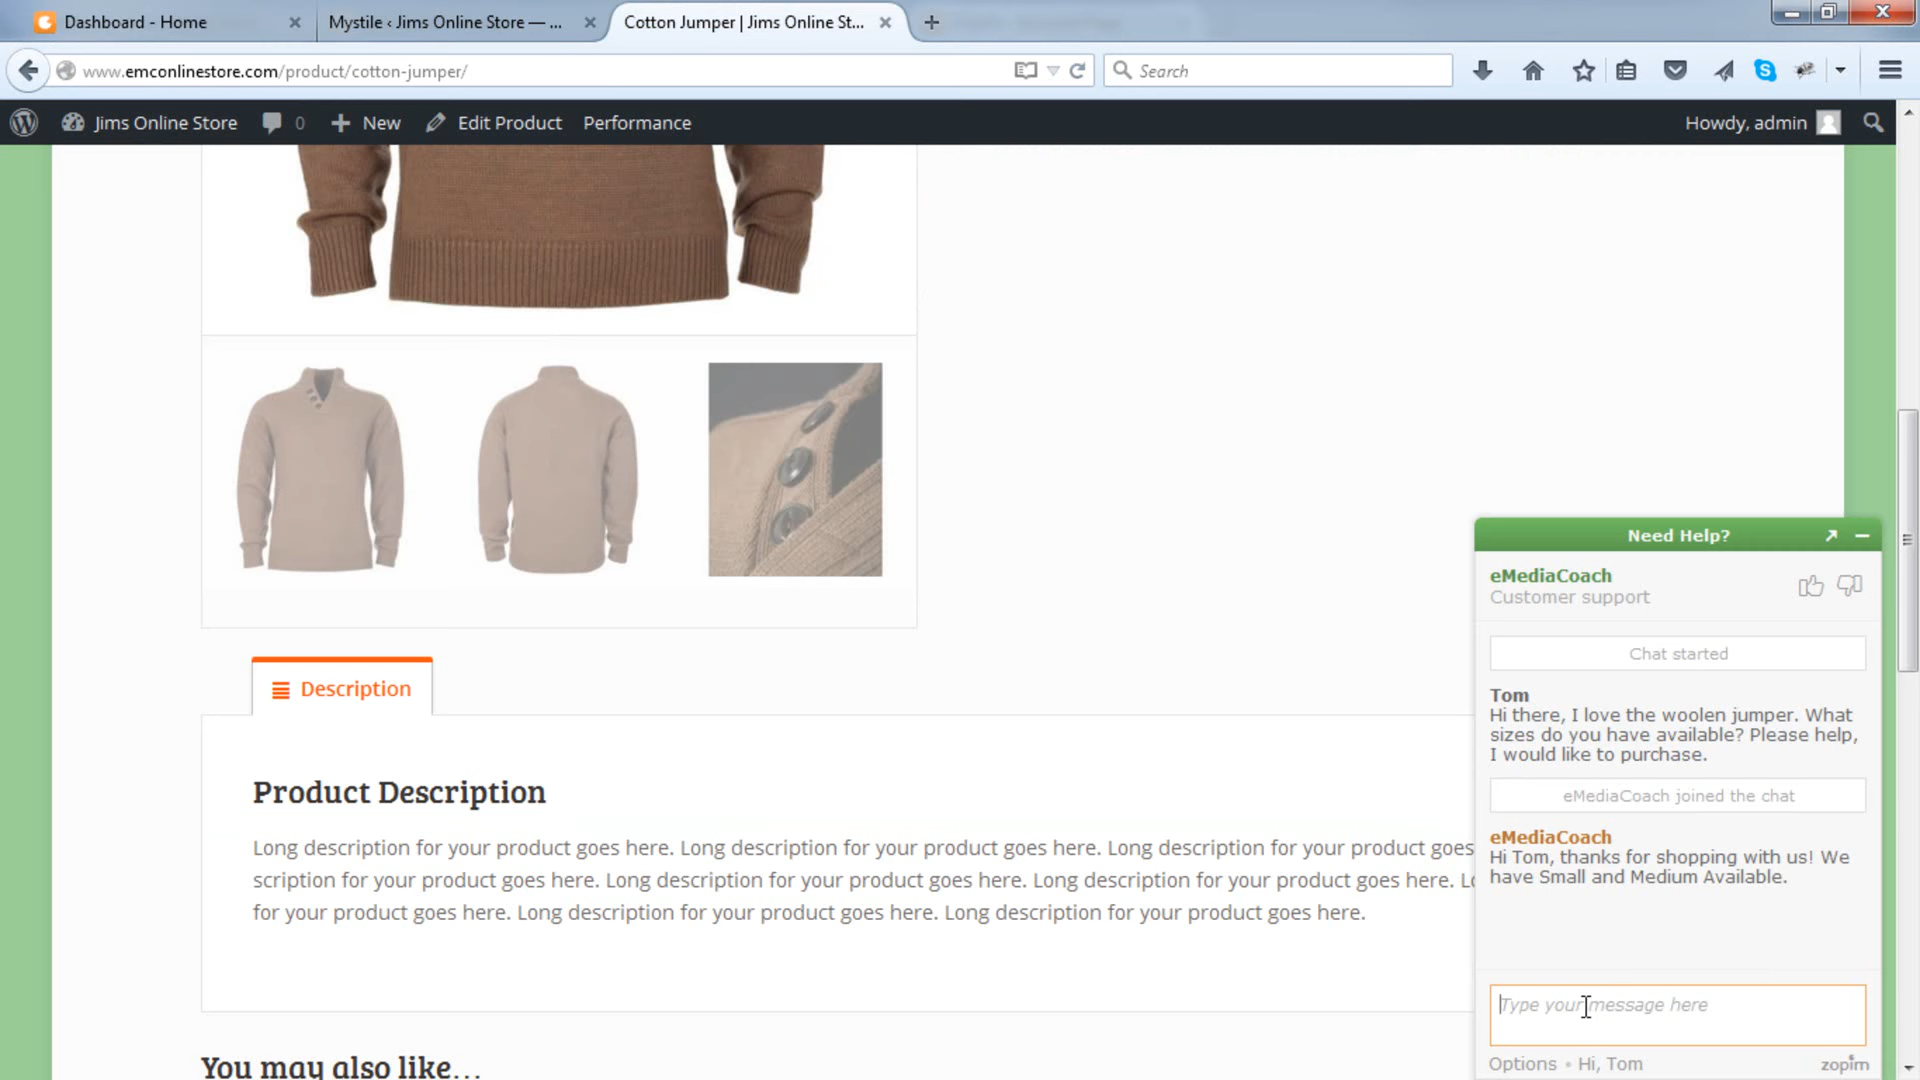 Dashboard - Home
Mystile ‹ Jims Online Store — ...
Cotton Jumper | Jims Online St...
www.emconlinestore.com/product/cotton-jumper/
Search
Jims Online Store
0
New
Edit Product
Performance
Howdy, admin
Need Help?
eMediaCoach
Customer support
Chat started
Tom
Hi there, I love the woolen jumper. What
sizes do you have available? Please help,
I would like to purchase.
eMediaCoach joined the chat
eMediaCoach
Hi Tom, thanks for shopping with us! We
have Small and Medium Available.
Type your message here
Options • Hi, Tom
zopim
Description
Product Description
Long description for your product goes here. Long description for your product goes here. Long description for your product goes
scription for your product goes here. Long description for your product goes here. Long description for your product goes here. Lo
for your product goes here. Long description for your product goes here. Long description for your product goes here.
You may also like…